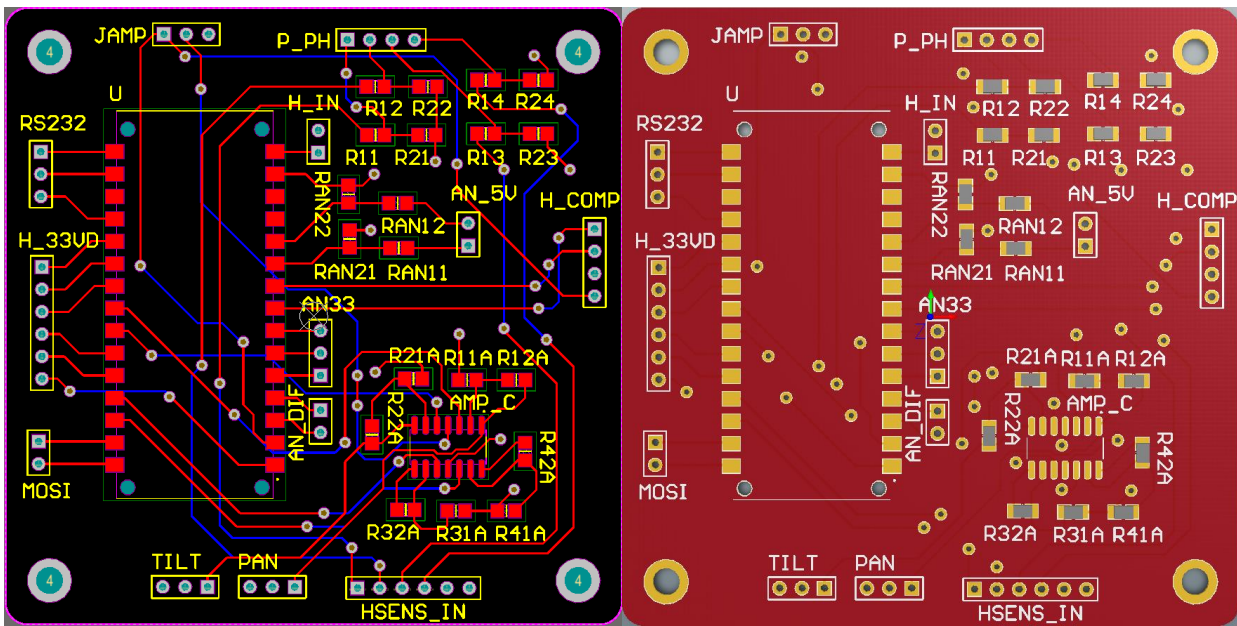 JAMP
P_PH
U
R12
R22
R14
R24
H_IN
RS232
R11
R21
R13
R23
RAN22
AN_5V
H_COMP
RAN12
H_33VD
RAN21
RAN11
AN33
R21A
R11A
R12A
AMP_C
R22A
AN_DIF
R42A
MOSI
R32A
R31A
R41A
TILT
PAN
HSENS_IN
4
4
4
4
JAMP
P_PH
U
R12
R22
R14
R24
H_IN
RS232
R11
R21
R13
R23
RAN22
AN_5V
H_COMP
RAN12
H_33VD
RAN21
RAN11
AN33
Z
R21A
R11A
R12A
AMP_C
R22A
AN_DIF
R42A
MOSI
R32A
R31A
R41A
TILT
PAN
HSENS_IN